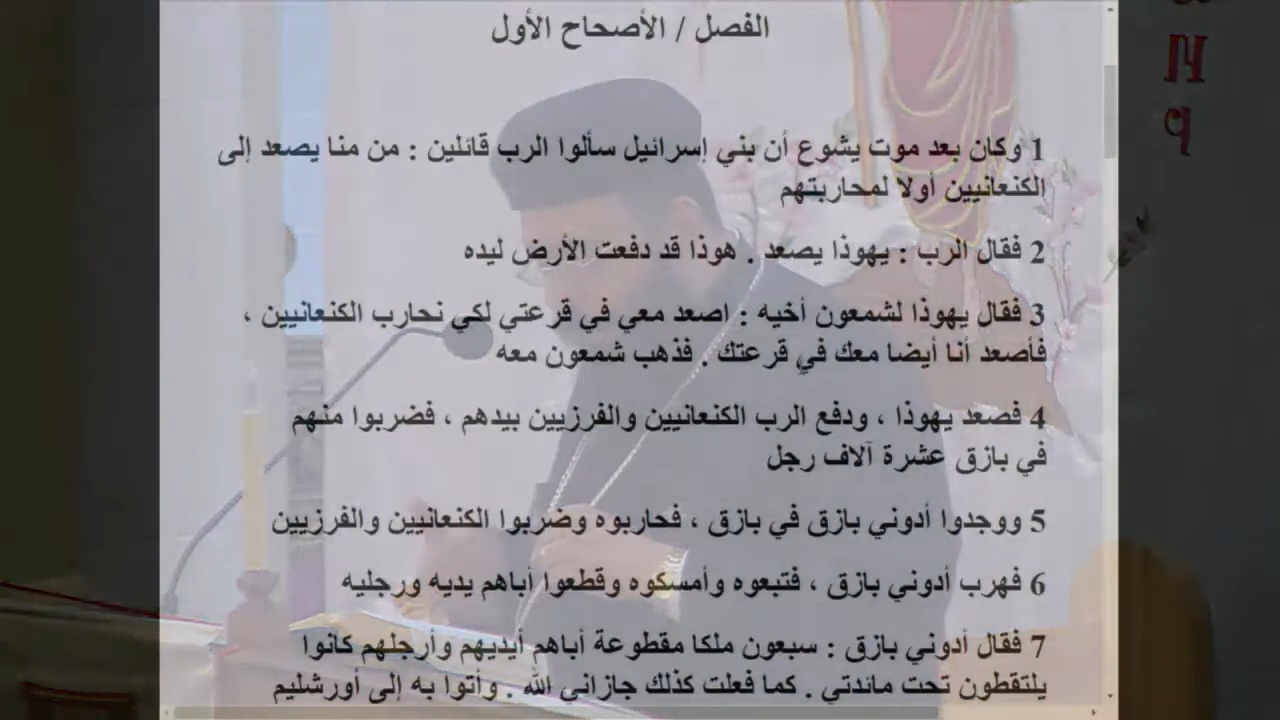 الفصل / الأصحاح الأول
1 وكان بعد موت يشوع أن بني إسرائيل سألوا الرب قائلين : من منا يصعد إلى
الكنعانيين أولا لمحاربتهم
2 فقال الرب : يهوذا يصعد . هوذا قد دفعت الأرض ليده
3 فقال يهوذا لشمعون أخيه : اصعد معي في قرعتي لكي نحارب الكنعانيين ،
فأصعد أنا أيضا معك في قرعتك . فذهب شمعون معه
4 فصعد يهوذا ، ودفع الرب الكنعانيين والفرزيين بيدهم ، فضربوا منهم
في بازق عشرة آلاف رجل
5 ووجدوا أدوني بازق في بازق ، فحاربوه وضربوا الكنعانيين والفرزيين
6 فهرب أدوني بازق ، فتبعوه وأمسكوه وقطعوا أباهم يديه ورجليه
7 فقال أدوني بازق : سبعون ملكا مقطوعة أباهم أيديهم وأرجلهم كانوا
يلتقطون تحت مائدتي . كما فعلت كذلك جازاني الله . وأتوا به إلى أورشليم